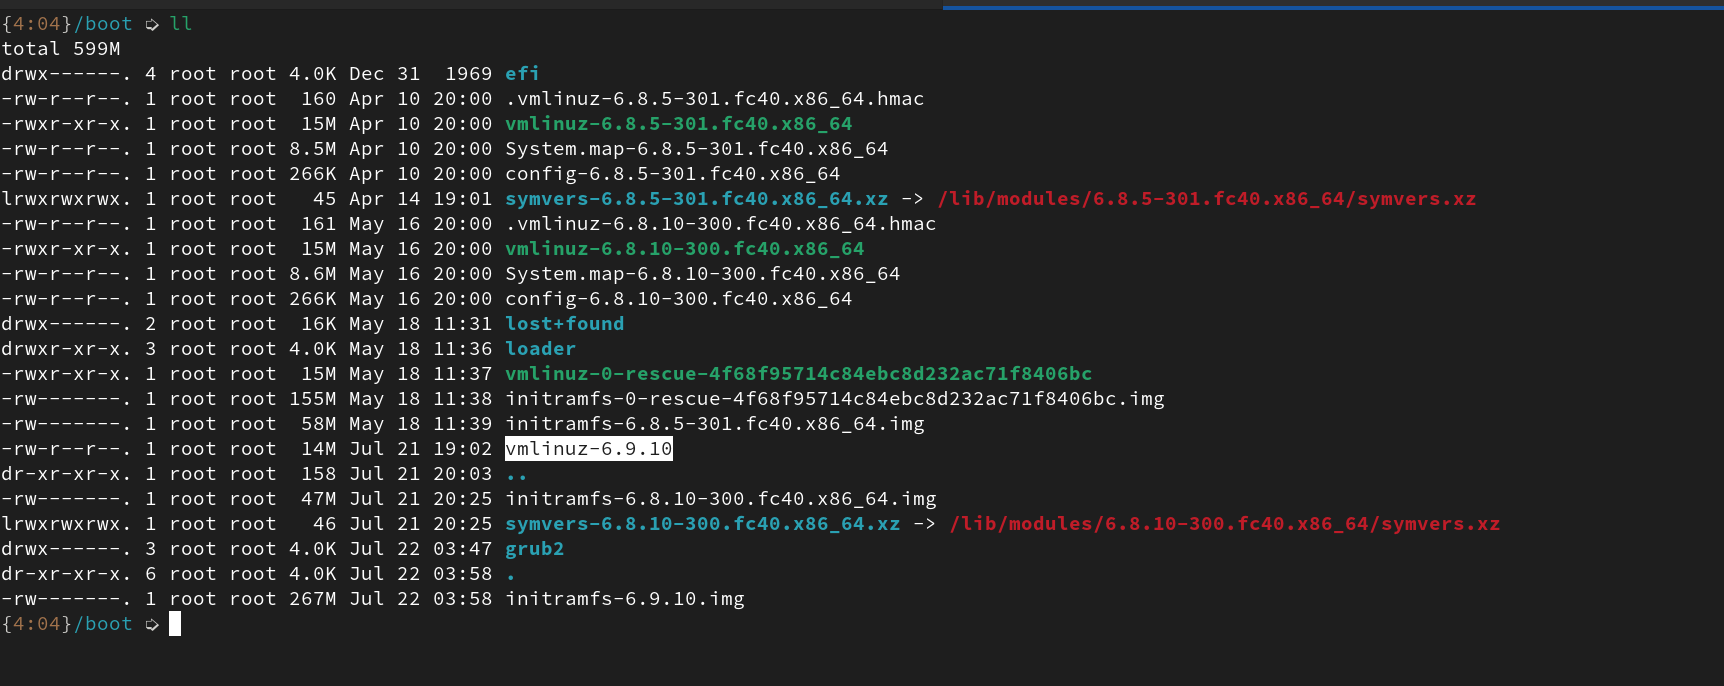 {4:04}/boot ➩ ll
total 599M
drwx------. 4 root root 4.0K Dec 31  1969 efi
-rw-r--r--. 1 root root  160 Apr 10 20:00 .vmlinuz-6.8.5-301.fc40.x86_64.hmac
-rwxr-xr-x. 1 root root  15M Apr 10 20:00 vmlinuz-6.8.5-301.fc40.x86_64
-rw-r--r--. 1 root root 8.5M Apr 10 20:00 System.map-6.8.5-301.fc40.x86_64
-rw-r--r--. 1 root root 266K Apr 10 20:00 config-6.8.5-301.fc40.x86_64
lrwxrwxrwx. 1 root root   45 Apr 14 19:01 symvers-6.8.5-301.fc40.x86_64.xz -> /lib/modules/6.8.5-301.fc40.x86_64/symvers.xz
-rw-r--r--. 1 root root  161 May 16 20:00 .vmlinuz-6.8.10-300.fc40.x86_64.hmac
-rwxr-xr-x. 1 root root  15M May 16 20:00 vmlinuz-6.8.10-300.fc40.x86_64
-rw-r--r--. 1 root root 8.6M May 16 20:00 System.map-6.8.10-300.fc40.x86_64
-rw-r--r--. 1 root root 266K May 16 20:00 config-6.8.10-300.fc40.x86_64
drwx------. 2 root root  16K May 18 11:31 lost+found
drwxr-xr-x. 3 root root 4.0K May 18 11:36 loader
-rwxr-xr-x. 1 root root  15M May 18 11:37 vmlinuz-0-rescue-4f68f95714c84ebc8d232ac71f8406bc
-rw-------. 1 root root 155M May 18 11:38 initramfs-0-rescue-4f68f95714c84ebc8d232ac71f8406bc.img
-rw-------. 1 root root  58M May 18 11:39 initramfs-6.8.5-301.fc40.x86_64.img
-rw-r--r--. 1 root root  14M Jul 21 19:02 vmlinuz-6.9.10
dr-xr-xr-x. 1 root root  158 Jul 21 20:03 ..
-rw-------. 1 root root  47M Jul 21 20:25 initramfs-6.8.10-300.fc40.x86_64.img
lrwxrwxrwx. 1 root root   46 Jul 21 20:25 symvers-6.8.10-300.fc40.x86_64.xz -> /lib/modules/6.8.10-300.fc40.x86_64/symvers.xz
drwx------. 3 root root 4.0K Jul 22 03:47 grub2
dr-xr-xr-x. 6 root root 4.0K Jul 22 03:58 .
-rw-------. 1 root root 267M Jul 22 03:58 initramfs-6.9.10.img
{4:04}/boot ➩